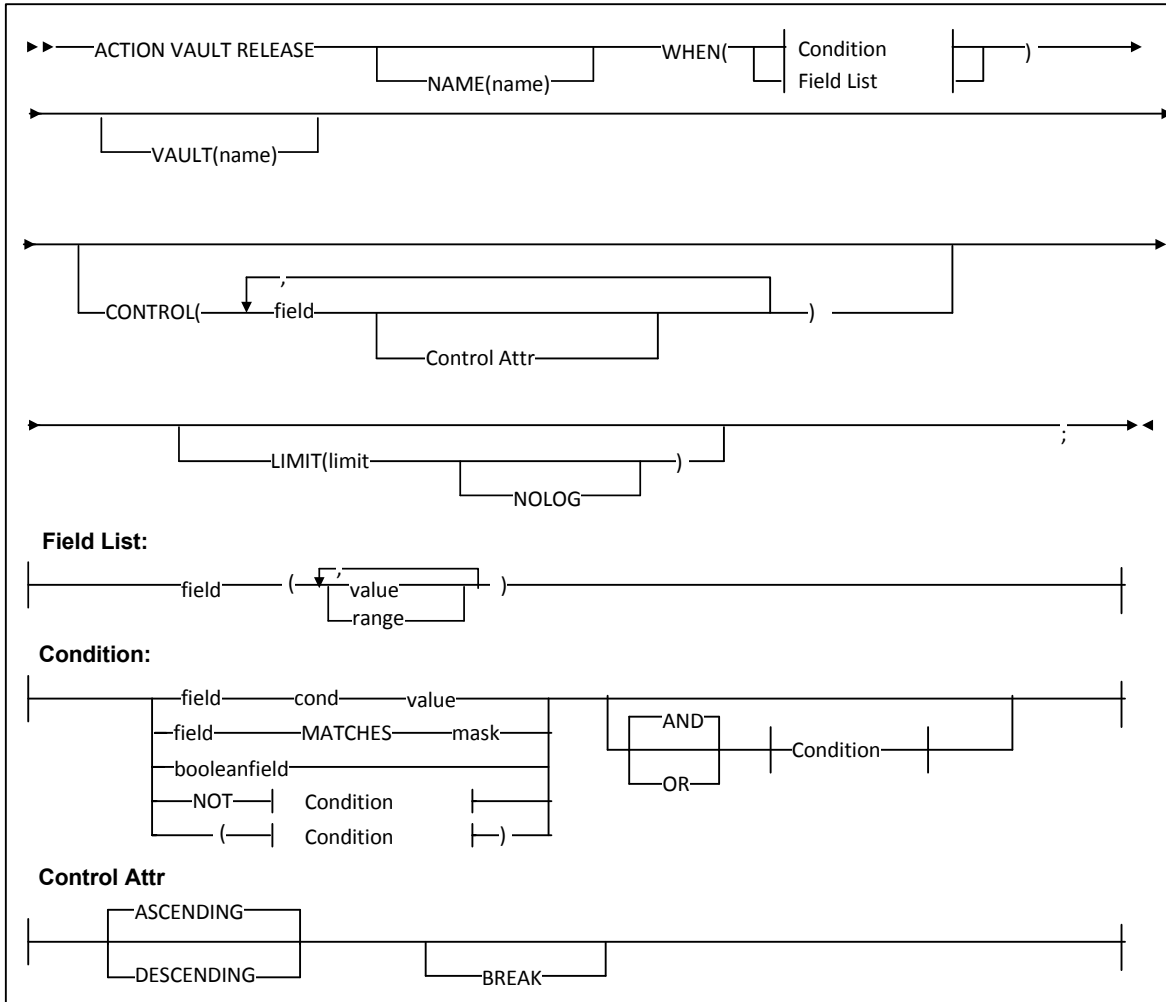 ACTION VAULT RELEASE NAME(name) WHEN( Condition )
Field List
VAULT(name)
,
CONTROL( field )
Control Attr
LIMIT(limit ) ;
NOLOG
Field List:
,
field ( value )
range
Condition:
field cond value
field MATCHES mask
booleanfield
NOT Condition
( Condition )
AND
Condition
OR
Control Attr
ASCENDING
DESCENDING
BREAK